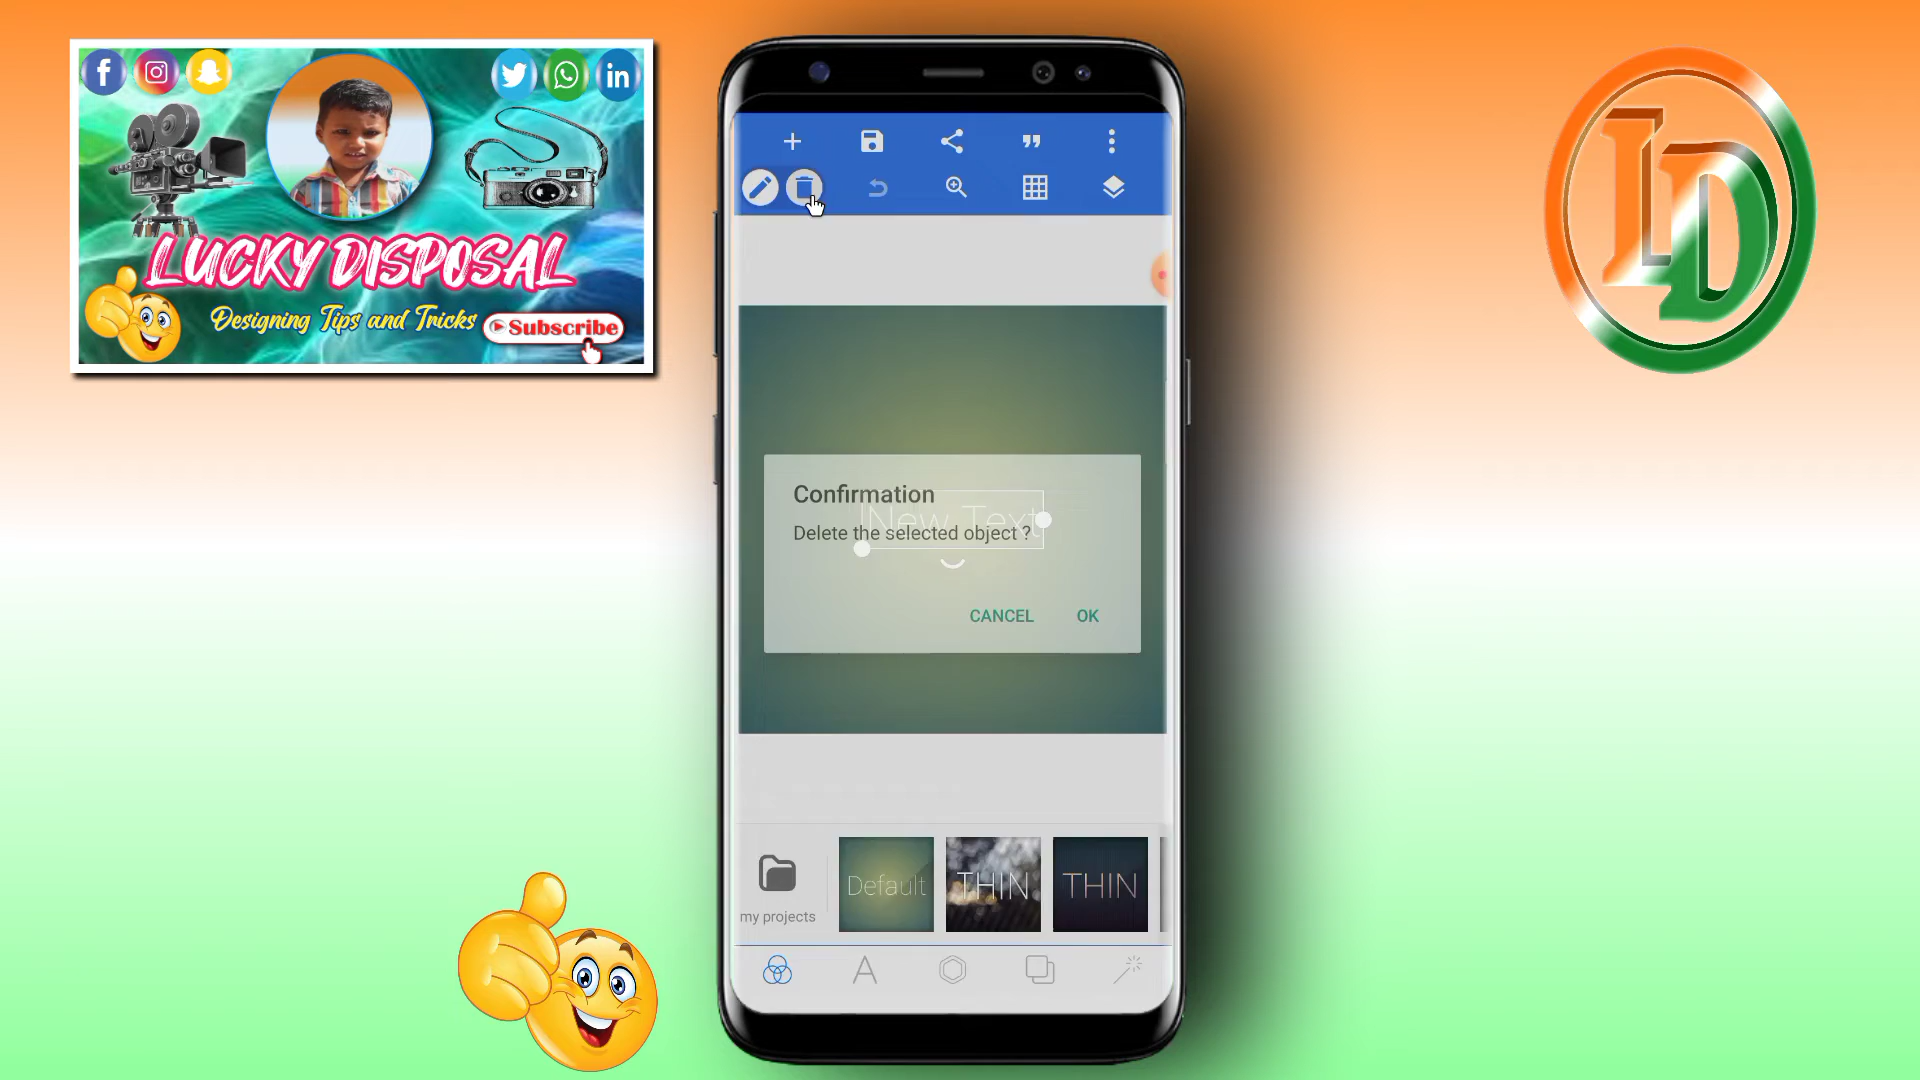 f
in
LUCKY DISPOSAL
Designing Tips and Tricks
Subscribe
LD
Confirmation
New Text
Delete the selected object ?
CANCEL OK
my projects
Default
THIN
THIN
A